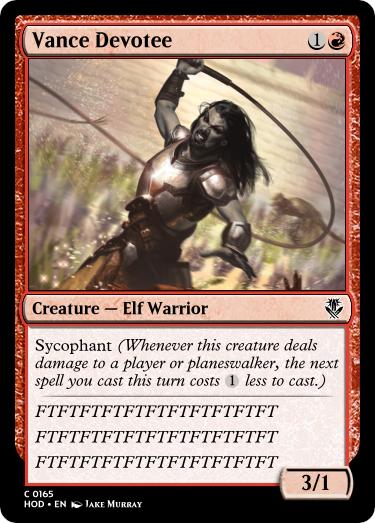 Vance Devotee 1
Creature — Elf Warrior
Sycophant (Whenever this creature deals
damage to a player or planeswalker, the next
spell you cast this turn costs 1 less to cast.)
FTFTFTFTFTFTFTFTFTFTFT
FTFTFTFTFTFTFTFTFTFTFT
FTFTFTFTFTFTFTFTFTFTFT
3/1
C 0165
HOD • EN Jake Murray